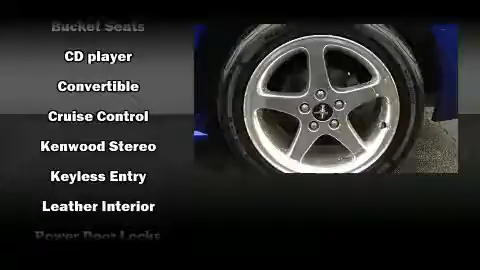 Bucket Seats
CD player
Convertible
Cruise Control
Kenwood Stereo
Keyless Entry
Leather Interior
Power Door Locks